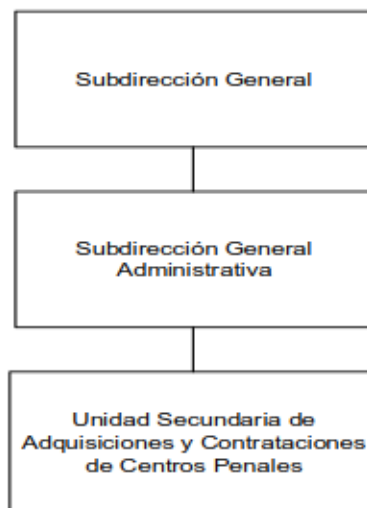 Subdirección General
Subdirección General
Administrativa
Unidad Secundaria de
Adquisiciones y Contrataciones
de Centros Penales